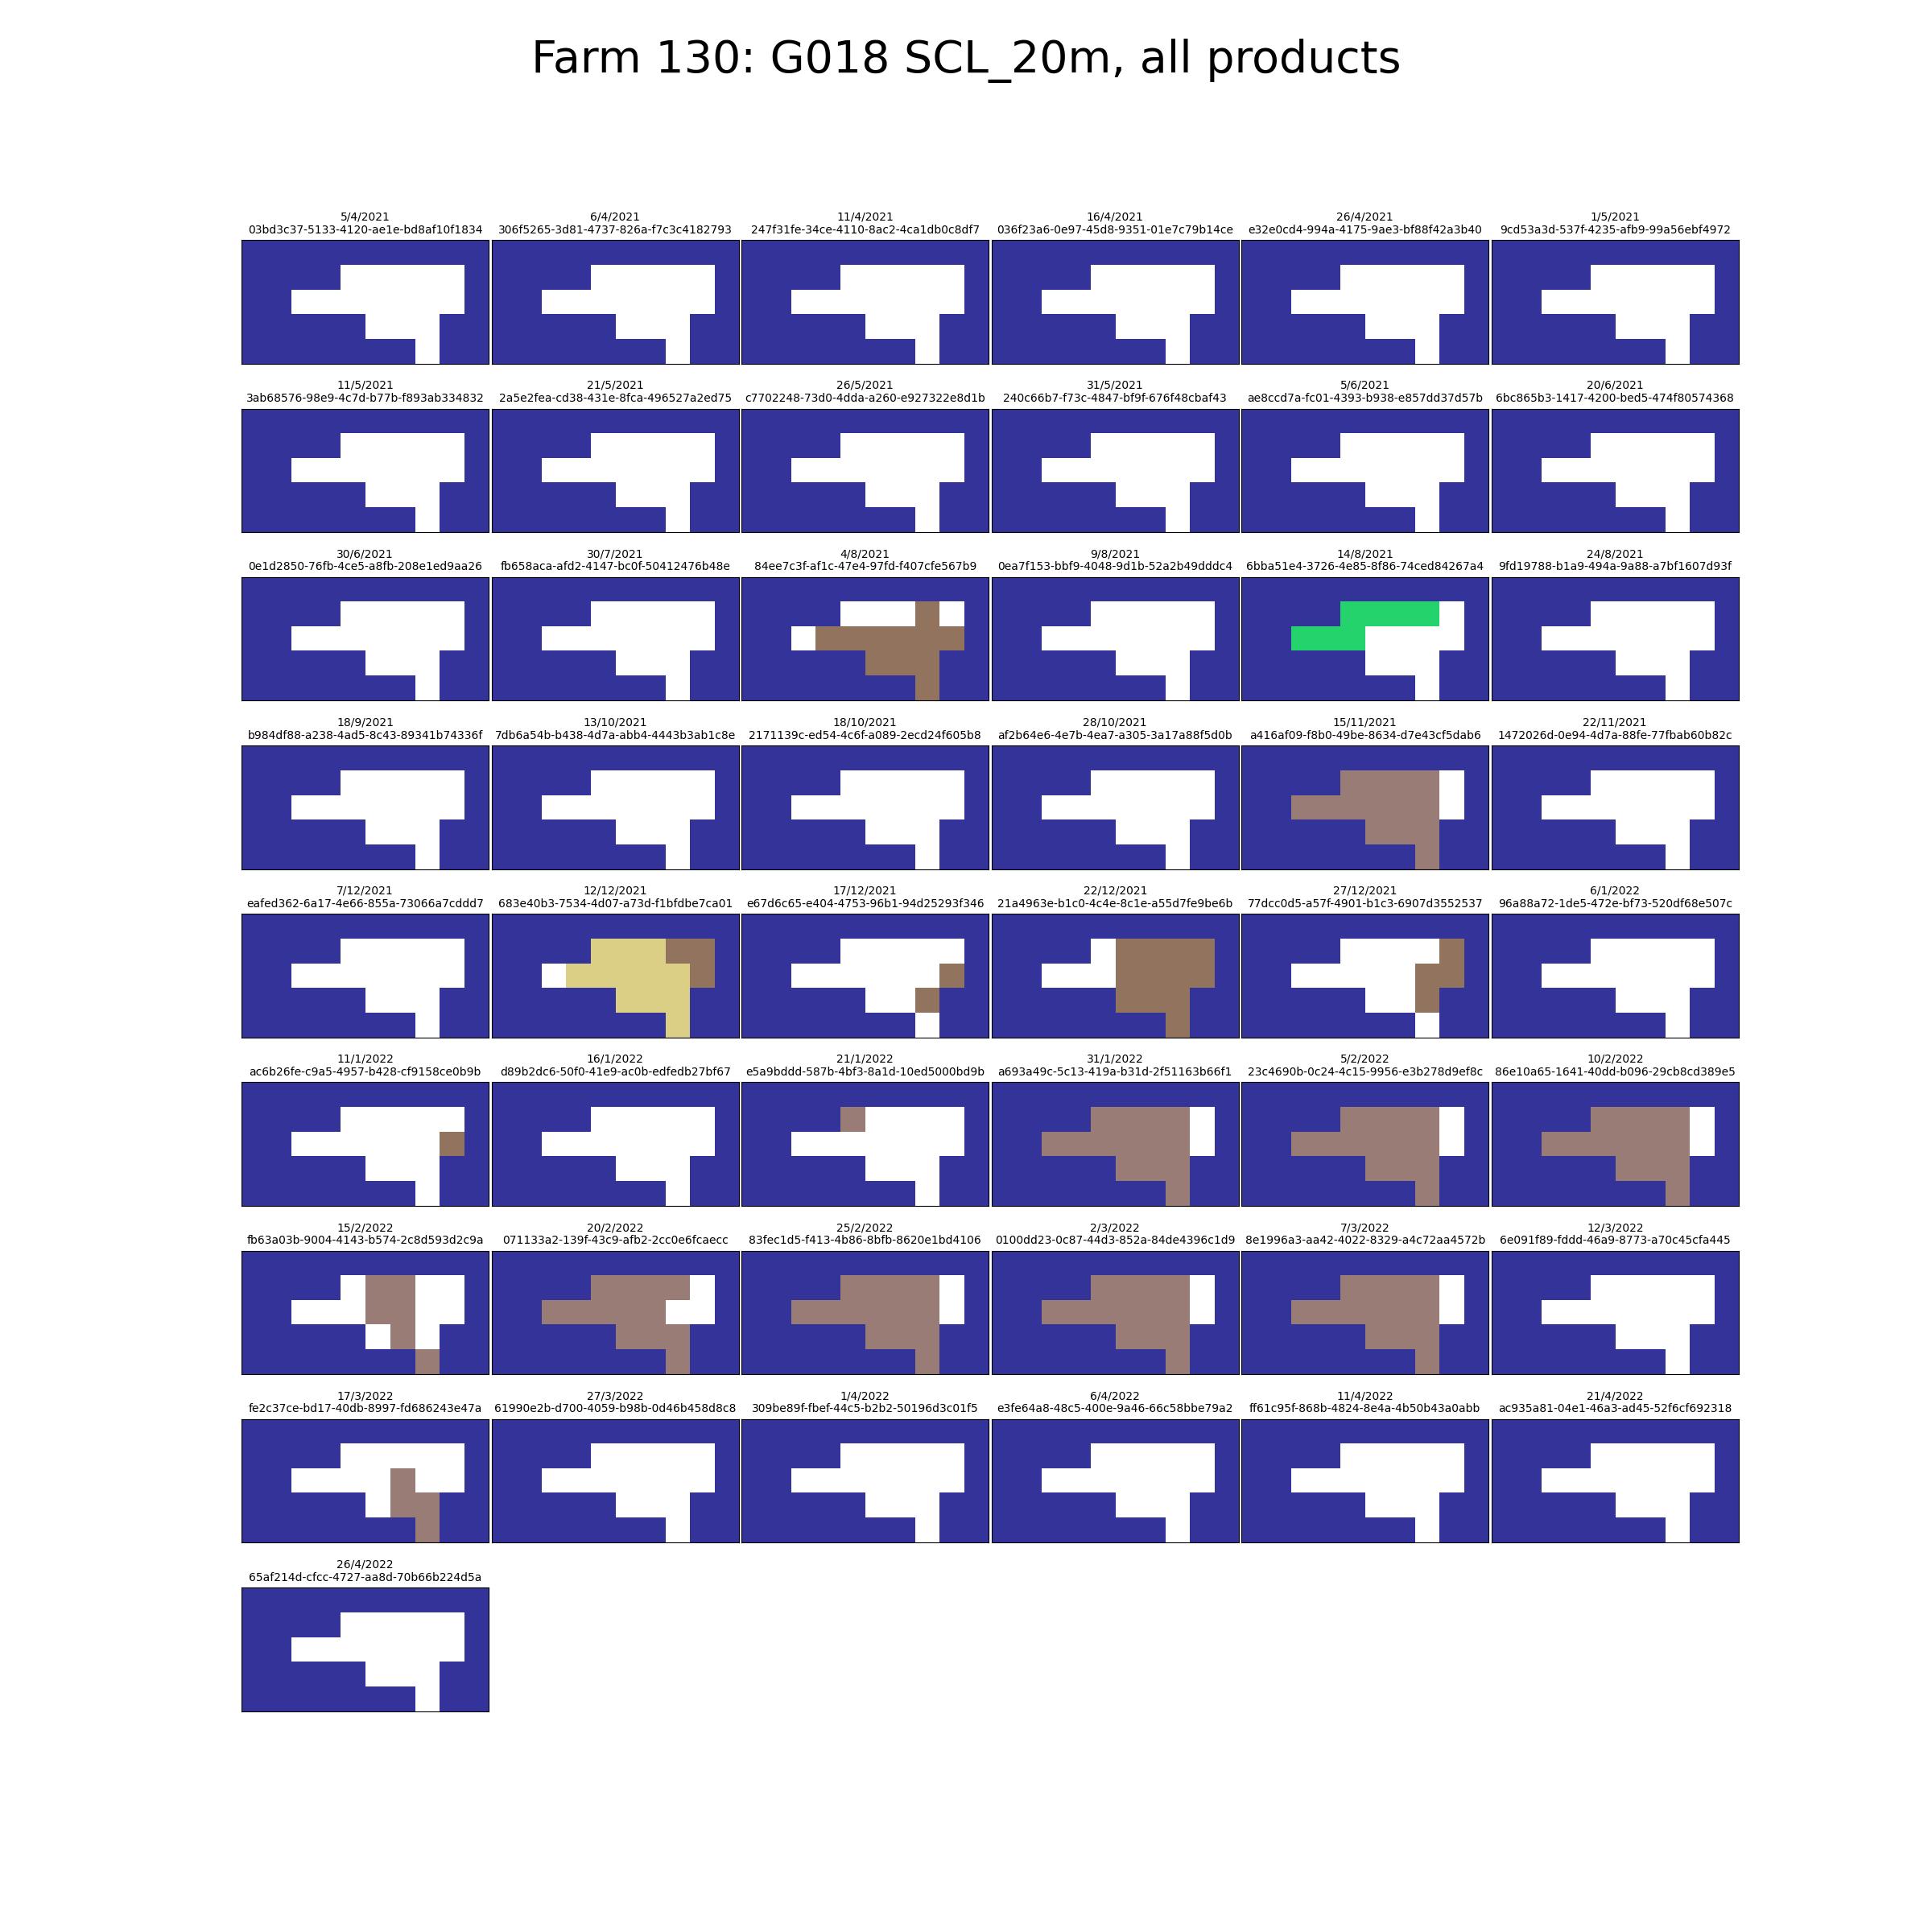 Farm 130: G018 SCL_20m, all products
5/4/2021 6/4/2021 11/4/2021 16/4/2021 26/4/2021 1/5/2021
03bd3c37-5133-4120-ae1e-bd8af10f1834 306f5265-3d81-4737-826a-f7c3c4182793 247f31fe-34ce-4110-8ac2-4ca1db0c8df7 036f23a6-0e97-45d8-9351-01e7c79b14ce e32e0cd4-994a-4175-9ae3-bf88f42a3b40 9cd53a3d-537f-4235-afb9-99a56ebf4972
11/5/2021 21/5/2021 26/5/2021 31/5/2021 5/6/2021 20/6/2021
3ab68576-98e9-4c7d-b77b-f893ab334832 2a5e2fea-cd38-431e-8fca-496527a2ed75 c7702248-73d0-4dda-a260-e927322e8d1b 240c66b7-f73c-4847-bf9f-676f48cbaf43 ae8ccd7a-fc01-4393-b938-e857dd37d57b 6bc865b3-1417-4200-bed5-474f80574368
30/6/2021 30/7/2021 4/8/2021 9/8/2021 14/8/2021 24/8/2021
0e1d2850-76fb-4ce5-a8fb-208e1ed9aa26 fb658aca-afd2-4147-bc0f-50412476b48e 84ee7c3f-af1c-47e4-97fd-f407cfe567b9 0ea7f153-bbf9-4048-9d1b-52a2b49dddc4 6bba51e4-3726-4e85-8f86-74ced84267a4 9fd19788-b1a9-494a-9a88-a7bf1607d93f
18/9/2021 13/10/2021 18/10/2021 28/10/2021 15/11/2021 22/11/2021
b984df88-a238-4ad5-8c43-89341b74336f 7db6a54b-b438-4d7a-abb4-4443b3ab1c8e 2171139c-ed54-4c6f-a089-2ecd24f605b8 af2b64e6-4e7b-4ea7-a305-3a17a88f5d0b a416af09-f8b0-49be-8634-d7e43cf5dab6 1472026d-0e94-4d7a-88fe-77fbab60b82c
7/12/2021 12/12/2021 17/12/2021 22/12/2021 27/12/2021 6/1/2022
eafed362-6a17-4e66-855a-73066a7cddd7 683e40b3-7534-4d07-a73d-f1bfdbe7ca01 e67d6c65-e404-4753-96b1-94d25293f346 21a4963e-b1c0-4c4e-8c1e-a55d7fe9be6b 77dcc0d5-a57f-4901-b1c3-6907d3552537 96a88a72-1de5-472e-bf73-520df68e507c
11/1/2022 16/1/2022 21/1/2022 31/1/2022 5/2/2022 10/2/2022
ac6b26fe-c9a5-4957-b428-cf9158ce0b9b d89b2dc6-50f0-41e9-ac0b-edfedb27bf67 e5a9bddd-587b-4bf3-8a1d-10ed5000bd9b a693a49c-5c13-419a-b31d-2f51163b66f1 23c4690b-0c24-4c15-9956-e3b278d9ef8c 86e10a65-1641-40dd-b096-29cb8cd389e5
15/2/2022 20/2/2022 25/2/2022 2/3/2022 7/3/2022 12/3/2022
fb63a03b-9004-4143-b574-2c8d593d2c9a 071133a2-139f-43c9-afb2-2cc0e6fcaecc 83fec1d5-f413-4b86-8bfb-8620e1bd4106 0100dd23-0c87-44d3-852a-84de4396c1d9 8e1996a3-aa42-4022-8329-a4c72aa4572b 6e091f89-fddd-46a9-8773-a70c45cfa445
17/3/2022 27/3/2022 1/4/2022 6/4/2022 11/4/2022 21/4/2022
fe2c37ce-bd17-40db-8997-fd686243e47a 61990e2b-d700-4059-b98b-0d46b458d8c8 309be89f-fbef-44c5-b2b2-50196d3c01f5 e3fe64a8-48c5-400e-9a46-66c58bbe79a2 ff61c95f-868b-4824-8e4a-4b50b43a0abb ac935a81-04e1-46a3-ad45-52f6cf692318
26/4/2022
65af214d-cfcc-4727-aa8d-70b66b224d5a